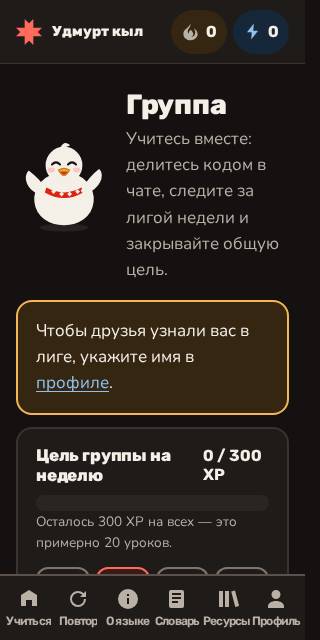 Удмурт кыл
0
0
Группа
Учитесь вместе:
делитесь кодом в
чате, следите за
лигой недели и
закрывайте общую
цель.
Чтобы друзья узнали вас в
лиге, укажите имя в
профиле.
Цель группы на
неделю
0 / 300
XP
Осталось 300 XP на всех — это
примерно 20 уроков.
Учиться
Повтор
О языке
Словарь
Ресурсы
Профиль